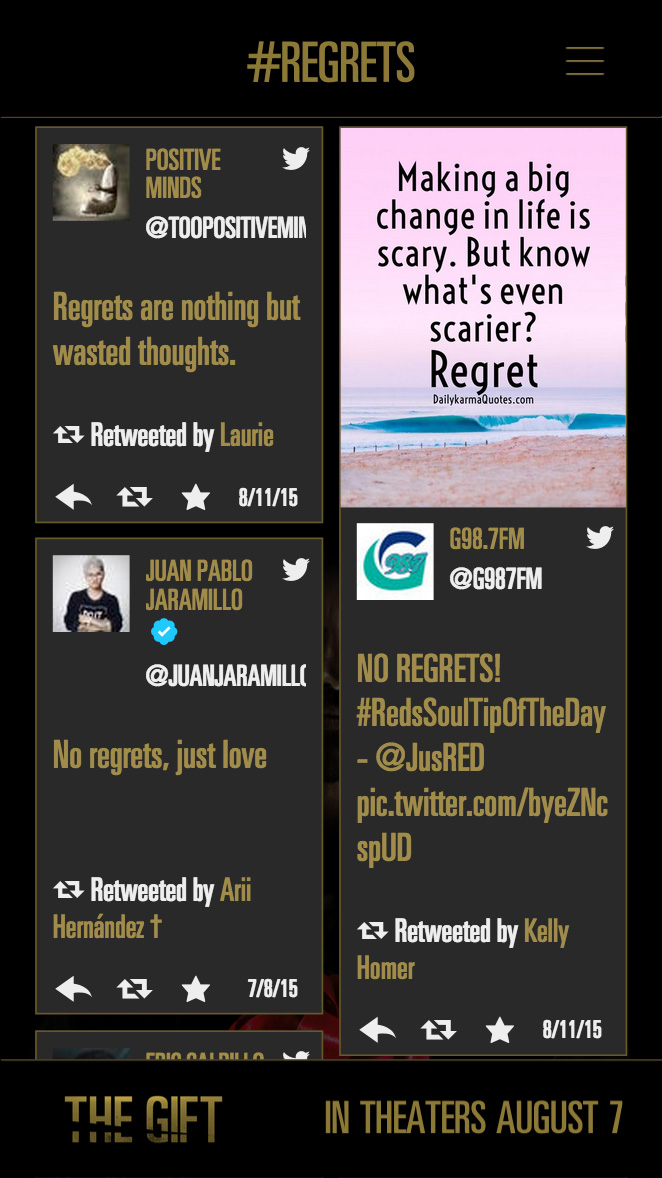 #REGRETS
POSITIVE
MINDS
@TOOPOSITIVEMIN
Regrets are nothing but
wasted thoughts.
Retweeted by Laurie
8/11/15
JUAN PABLO
JARAMILLO
@JUANJARAMILLO
No regrets, just love
Retweeted by Arii
Hernández †
7/8/15
Making a big
change in life is
scary. But know
what's even
scarier?
Regret
DailykarmaQuotes.com
G98.7FM
@G987FM
NO REGRETS!
#RedsSoulTipOfTheDay
- @JusRED
pic.twitter.com/byeZNc
spUD
Retweeted by Kelly
Homer
8/11/15
THE GIFT
IN THEATERS AUGUST 7